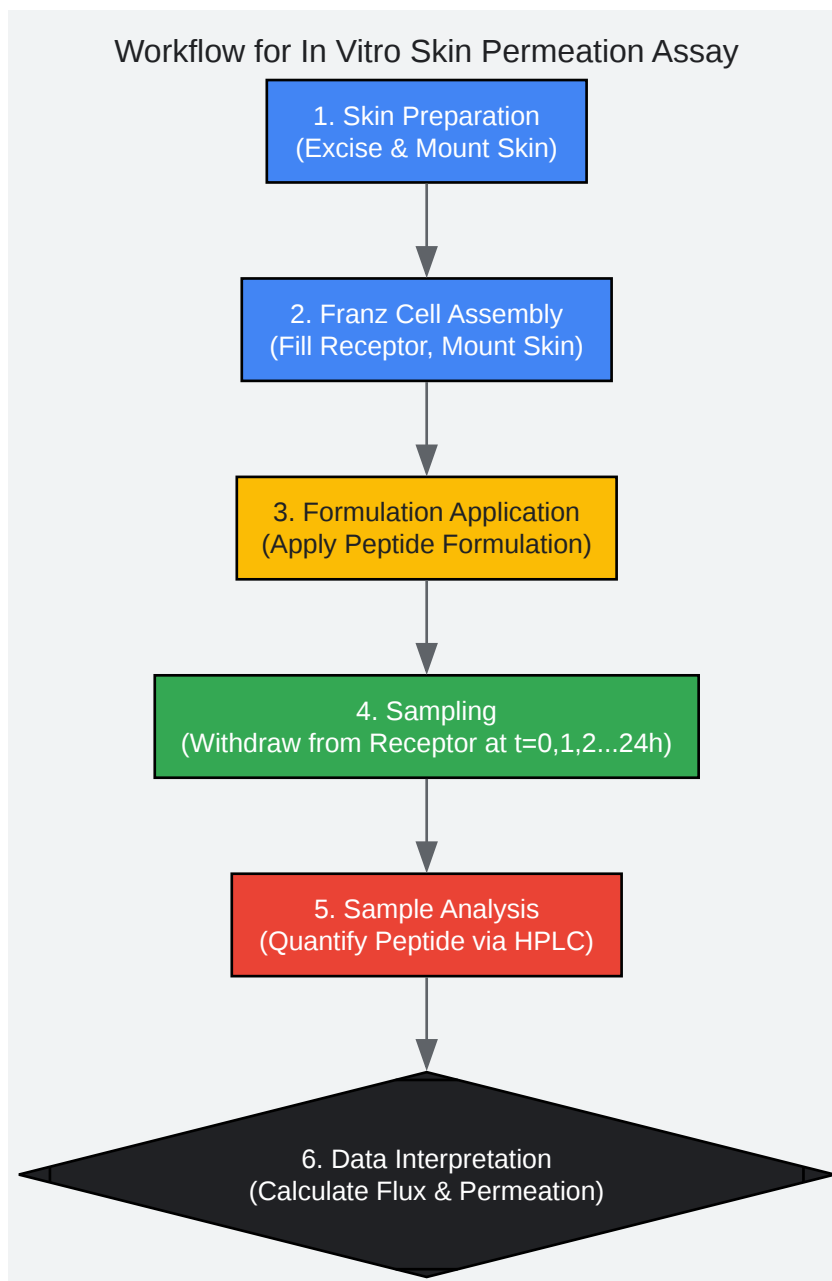 Workflow for In Vitro Skin Permeation Assay
1. Skin Preparation
(Excise & Mount Skin)
2. Franz Cell Assembly
(Fill Receptor, Mount Skin)
3. Formulation Application
(Apply Peptide Formulation)
4. Sampling
(Withdraw from Receptor at t=0,1,2...24h)
5. Sample Analysis
(Quantify Peptide via HPLC)
6. Data Interpretation
(Calculate Flux & Permeation)